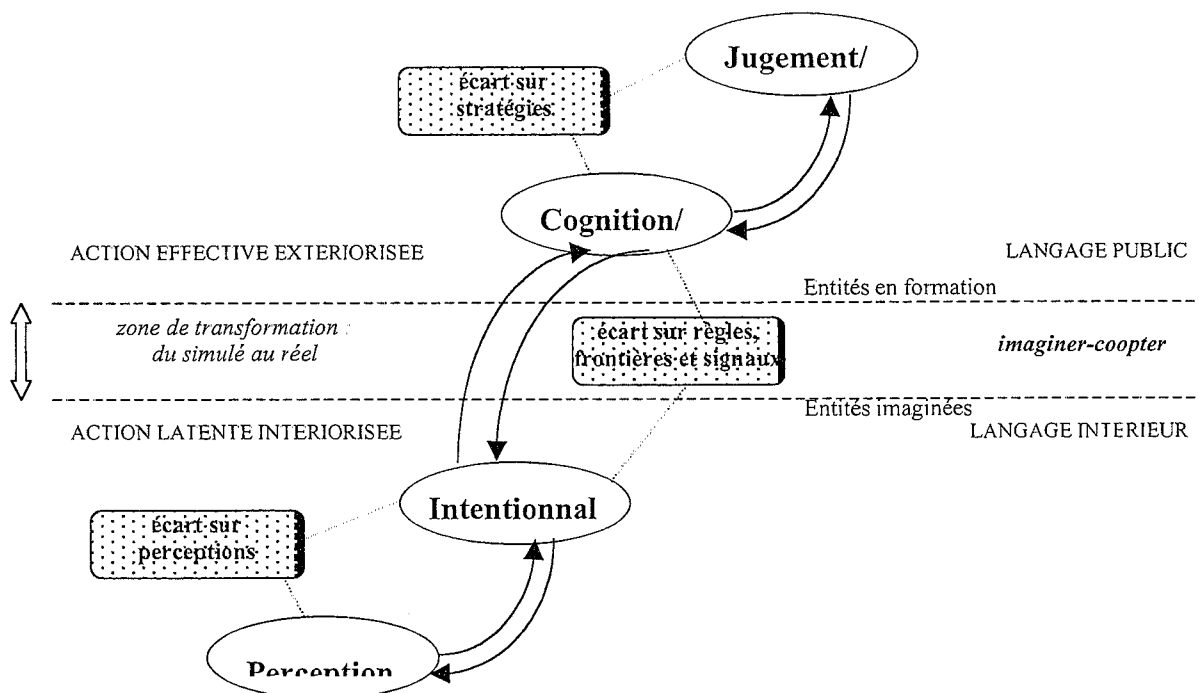 Jugement/
écart sur
stratégies
Cognition/
ACTION EFFECTIVE EXTERIORISEE
LANGAGE PUBLIC
Entités en formation
zone de transformation :
du simulé au réel
écart sur règles,
frontières et signaux
imaginer-coopter
Entités imaginées
ACTION LATENTE INTERIORISEE
LANGAGE INTERIEUR
Intentionnal
écart sur
perceptions
Perception